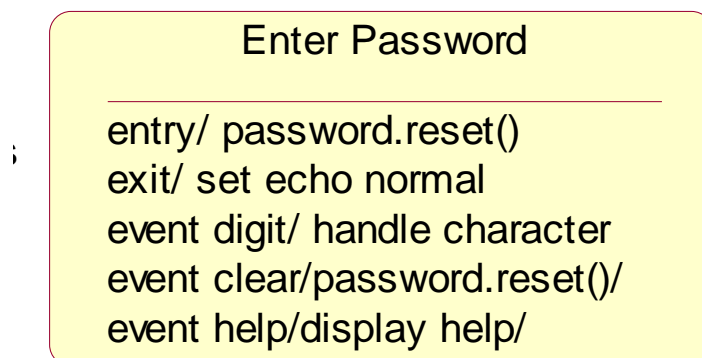 Enter Password
entry/ password.reset()
exit/ set echo normal
event digit/ handle character
event clear/password.reset()/
event help/display help/